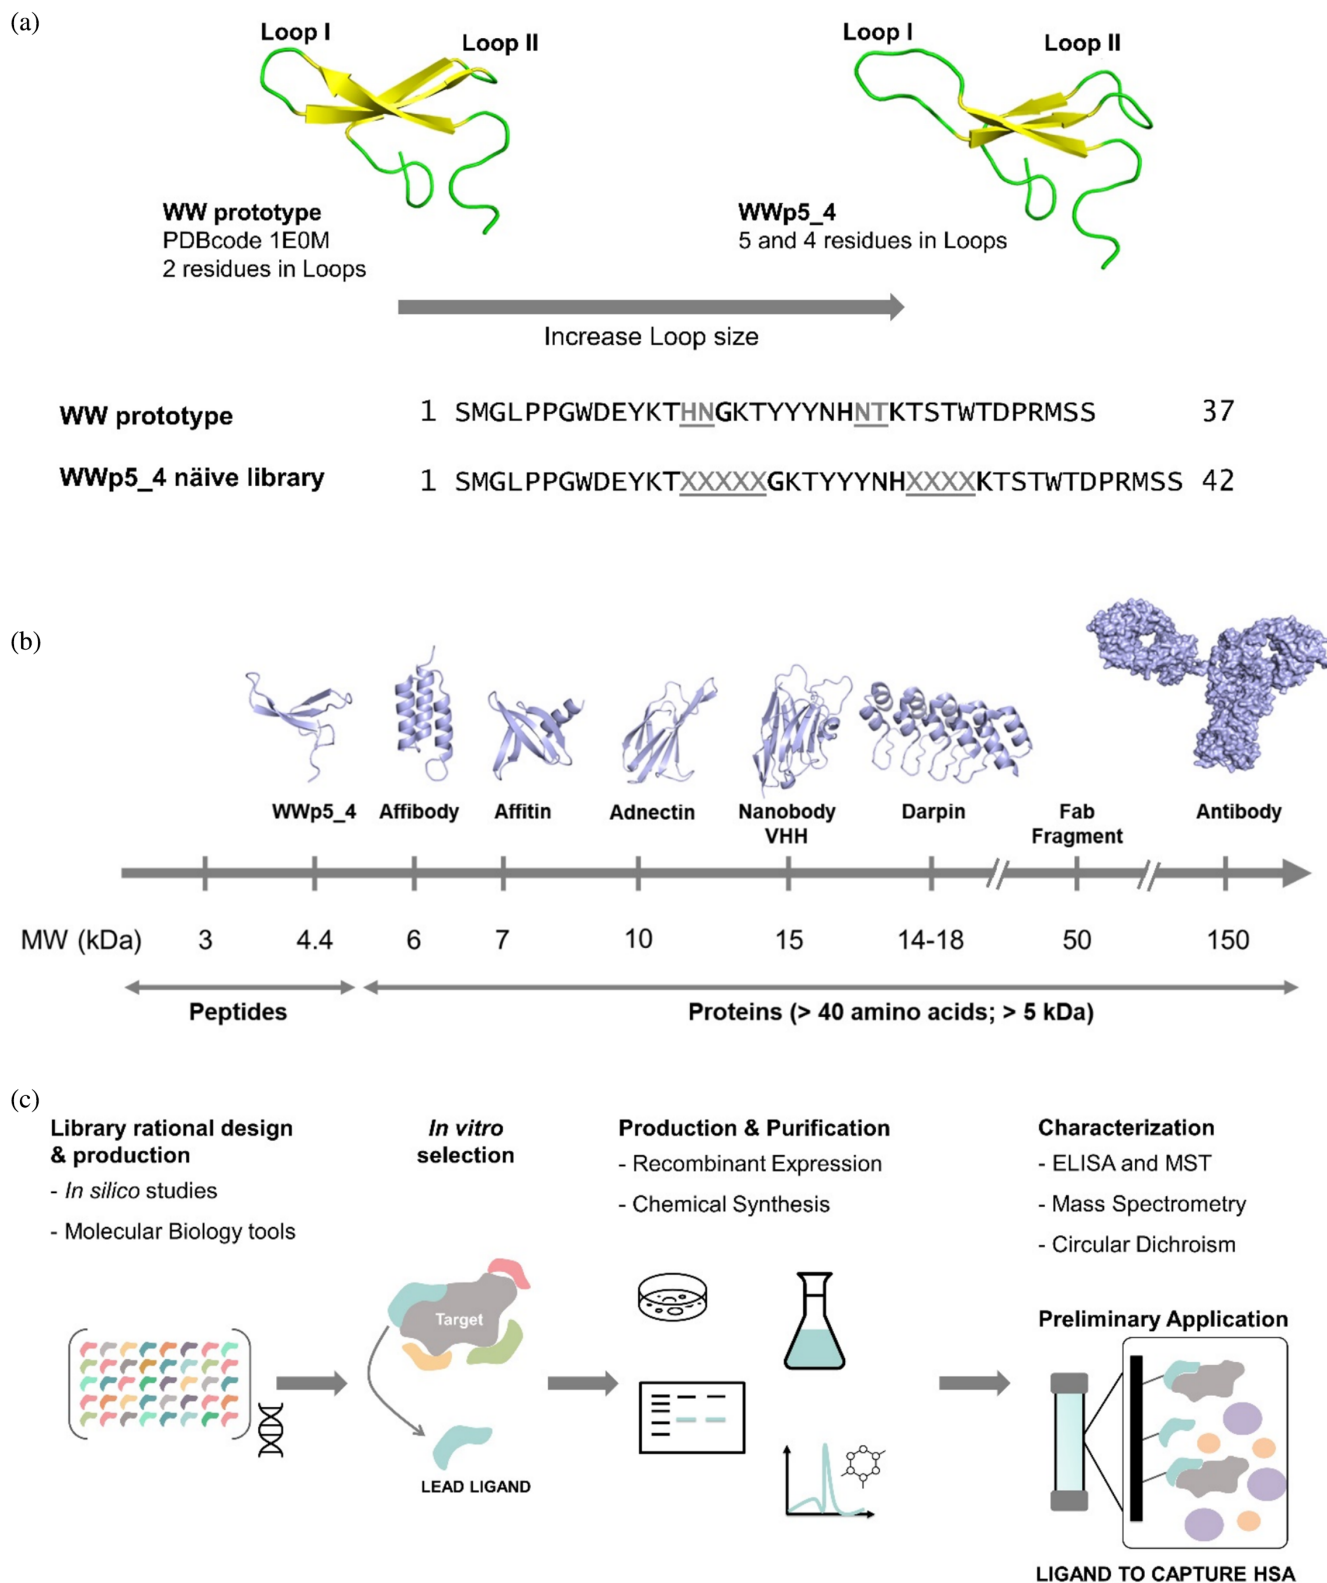 (a)
Loop I
Loop II
Loop I
Loop II
WW prototype
PDBcode 1E0M
2 residues in Loops
WWp5_4
5 and 4 residues in Loops
Increase Loop size
WW prototype 1 SMGLPPGWDEYKTHNGKTYYYNHNTKTSTWTDPRMSS 37
WWp5_4 näive library 1 SMGLPPGWDEYKTXXXXXGKTYYYNHXXXXKTSTWTDPRMSS 42
(b)
WWp5_4 Affibody Affitin Adnectin Nanobody Darpin Fab Antibody
VHH Fragment
MW (kDa) 3 4.4 6 7 10 15 14-18 50 150
Peptides Proteins (> 40 amino acids; > 5 kDa)
(c)
Library rational design
& production
- In silico studies
- Molecular Biology tools
In vitro
selection
Target
LEAD LIGAND
Production & Purification
- Recombinant Expression
- Chemical Synthesis
Characterization
- ELISA and MST
- Mass Spectrometry
- Circular Dichroism
Preliminary Application
LIGAND TO CAPTURE HSA